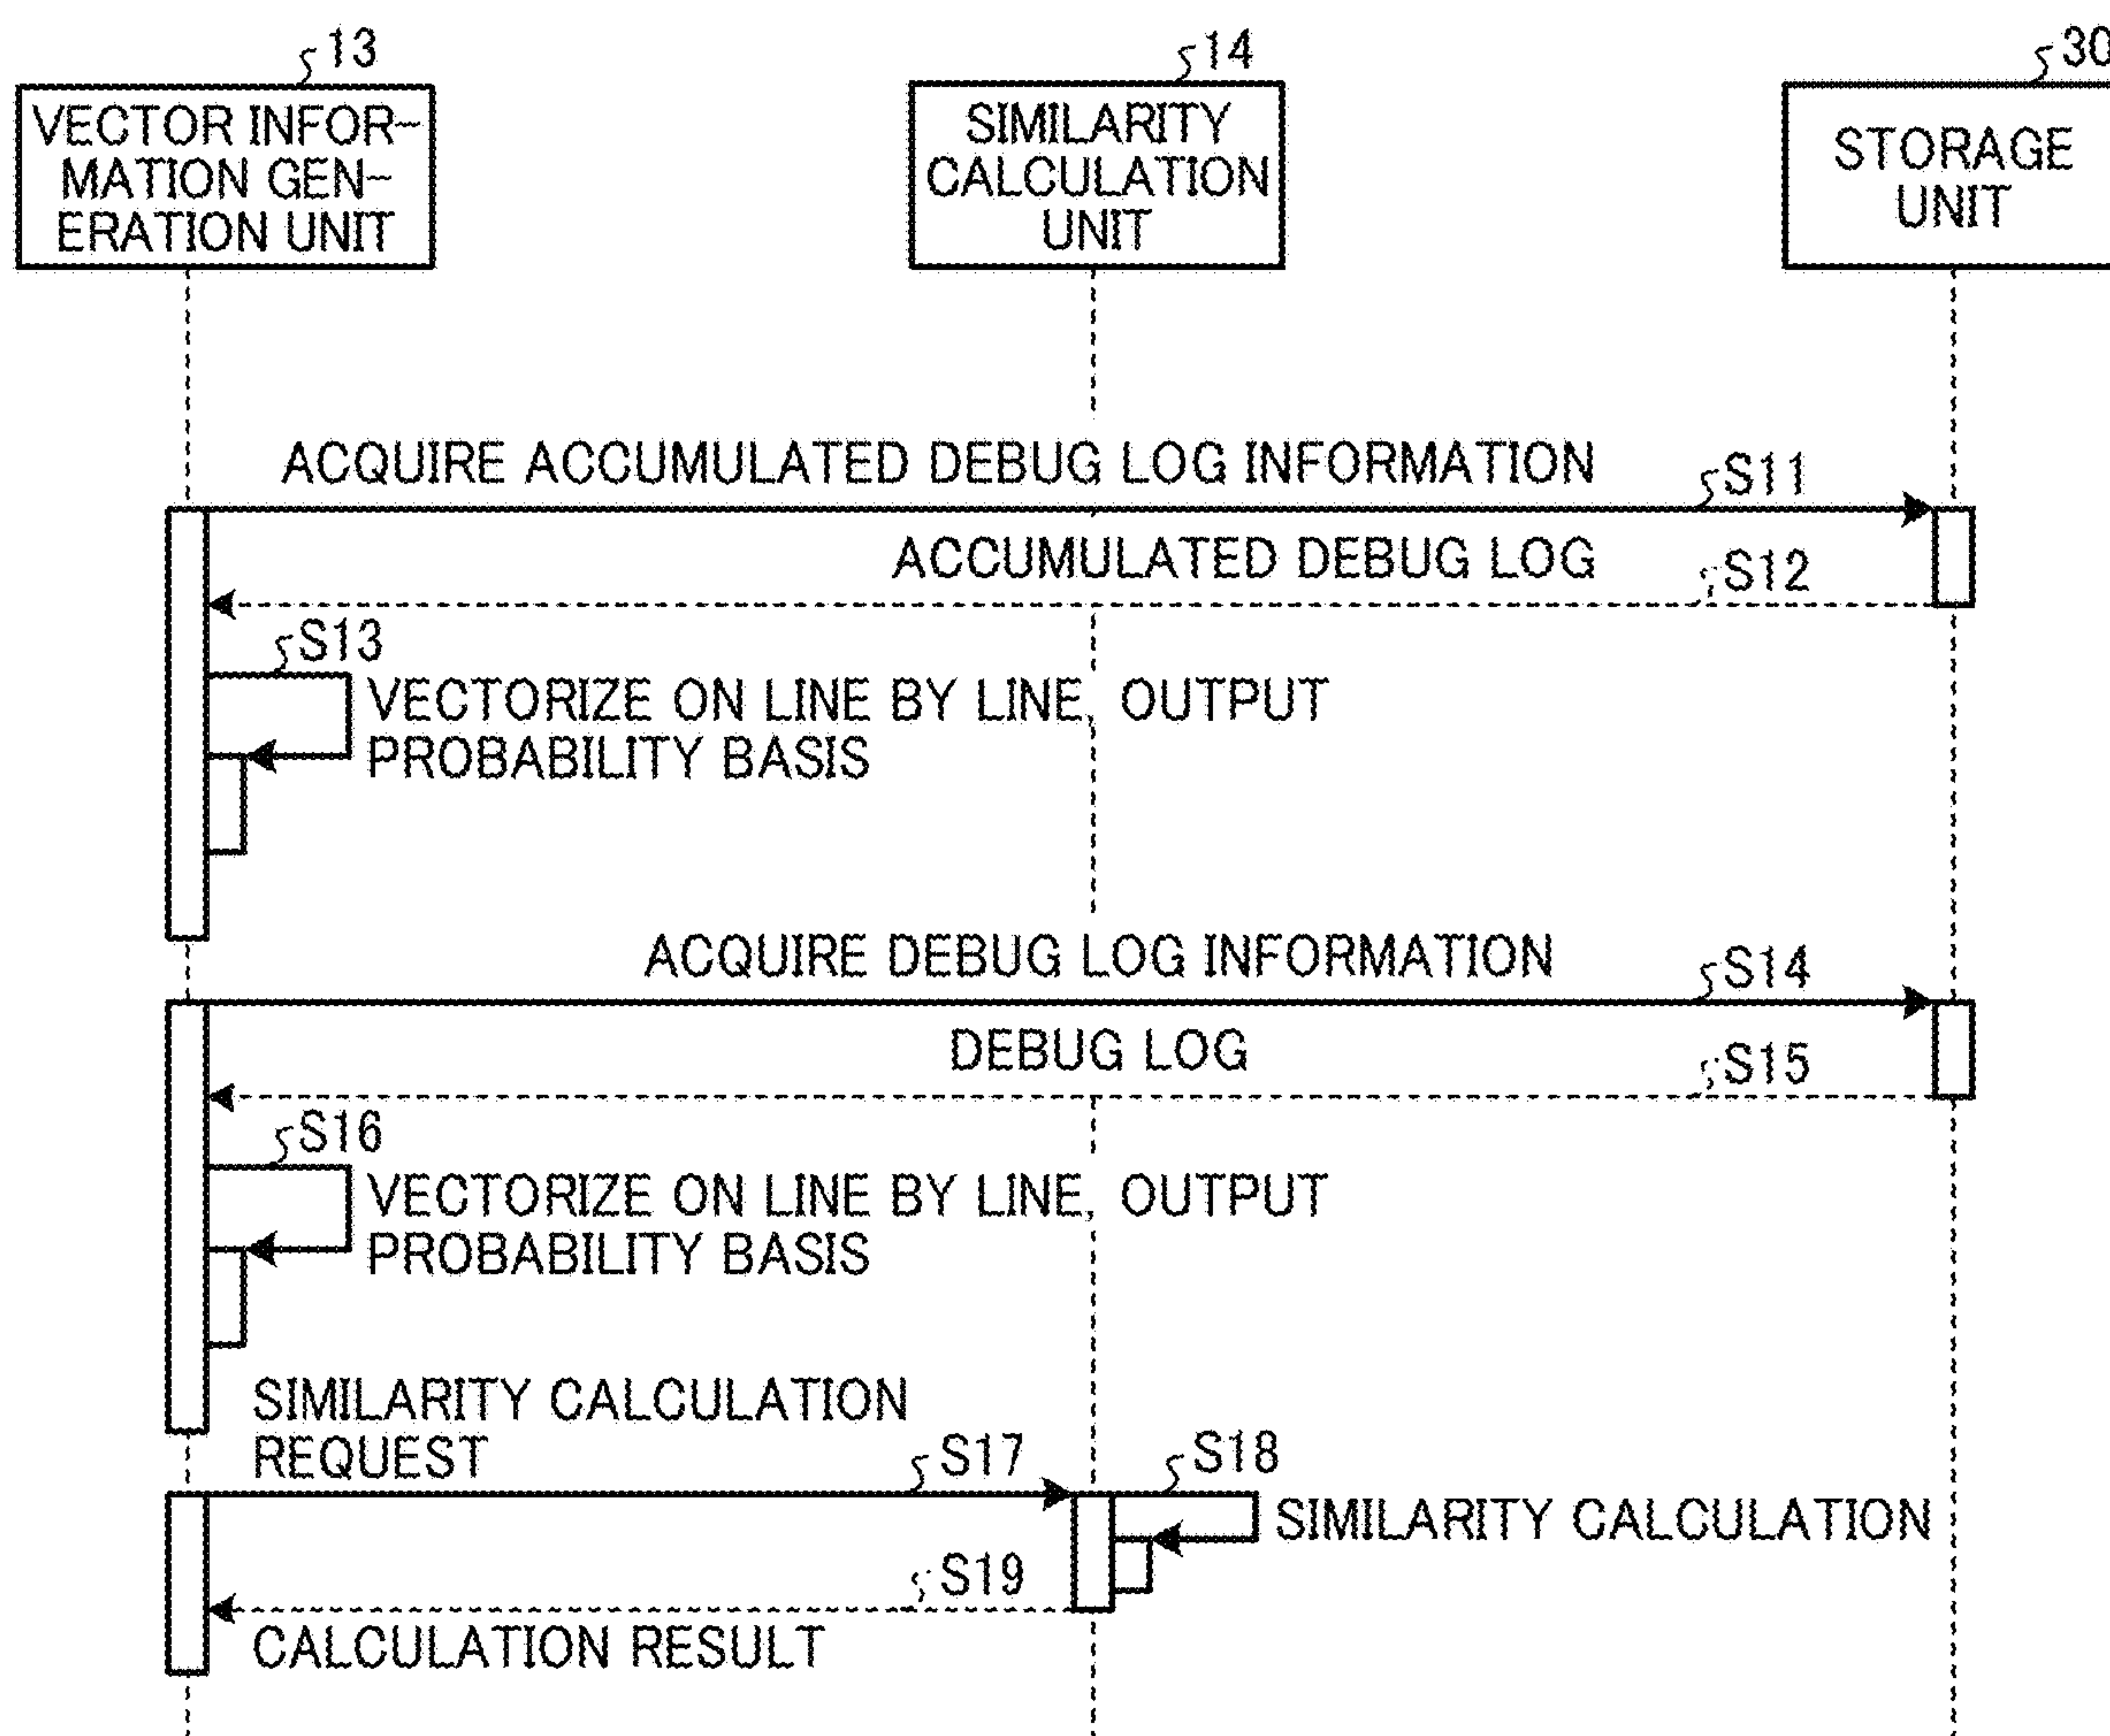 13
14
30
VECTOR INFOR-
MATION GEN-
ERATION UNIT
SIMILARITY
CALCULATION
UNIT
STORAGE
UNIT
ACQUIRE ACCUMULATED DEBUG LOG INFORMATION
S11
ACCUMULATED DEBUG LOG
S12
S13
VECTORIZE ON LINE BY LINE, OUTPUT
PROBABILITY BASIS
ACQUIRE DEBUG LOG INFORMATION
S14
DEBUG LOG
S15
S16
VECTORIZE ON LINE BY LINE, OUTPUT
PROBABILITY BASIS
SIMILARITY CALCULATION
REQUEST
S17
S18
SIMILARITY CALCULATION
S19
CALCULATION RESULT